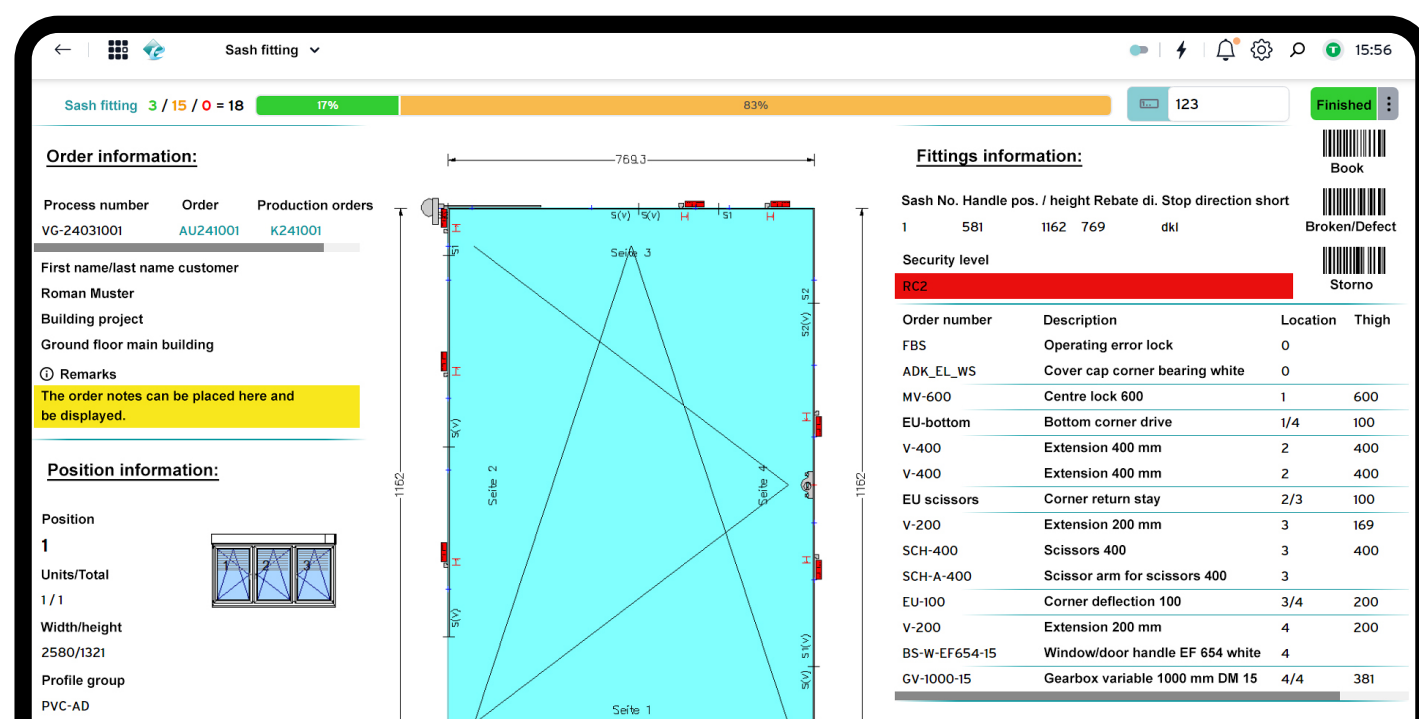 Sash fitting
15:56
Sash fitting 3 / 15 / 0 = 18
17%
83%
123
Finished
Order information:
Process number Order Production orders
VG-24031001 AU241001 K241001
First name/last name customer
Roman Muster
Building project
Ground floor main building
Remarks
The order notes can be placed here and
be displayed.
Position information:
Position
1
Units/Total
1 / 1
Width/height
2580/1321
Profile group
PVC-AD
1 2 3
769.3
S(V) S(V) S1
Seite 3
S1
S2
S2(V)
S(V)
1162
Seite 2
Seite 4
1162
S(V)
S1(V)
S(V)
Seite 1
Fittings information:
Book
Broken/Defect
Storno
Sash No. Handle pos. / height Rebate di. Stop direction short
1 581 1162 769 dkl
Security level
RC2
Order number Description Location Thigh
FBS Operating error lock 0
ADK_EL_WS Cover cap corner bearing white 0
MV-600 Centre lock 600 1 600
EU-bottom Bottom corner drive 1/4 100
V-400 Extension 400 mm 2 400
V-400 Extension 400 mm 2 400
EU scissors Corner return stay 2/3 100
V-200 Extension 200 mm 3 169
SCH-400 Scissors 400 3 400
SCH-A-400 Scissor arm for scissors 400 3
EU-100 Corner deflection 100 3/4 200
V-200 Extension 200 mm 4 200
BS-W-EF654-15 Window/door handle EF 654 white 4
GV-1000-15 Gearbox variable 1000 mm DM 15 4/4 381